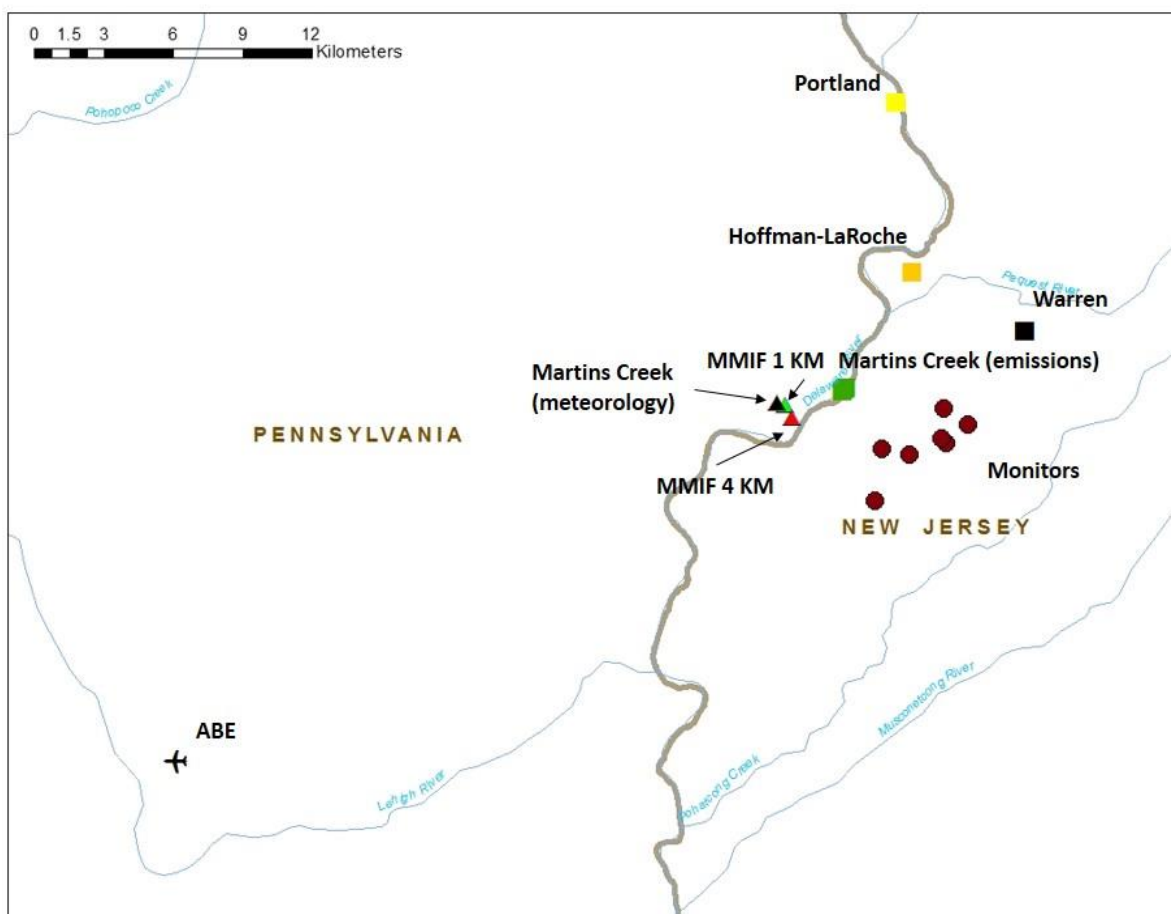 0 1.5 3 6 9 12
Kilometers
Pohopoco Creek
Portland
Hoffman-LaRoche
Pequest River
Warren
MMIF 1 KM
Martins Creek (emissions)
Delaware River
Martins Creek
(meteorology)
PENNSYLVANIA
MMIF 4 KM
Monitors
NEW JERSEY
Musconetcong River
ABE
Lehigh River
Pohatcong Creek